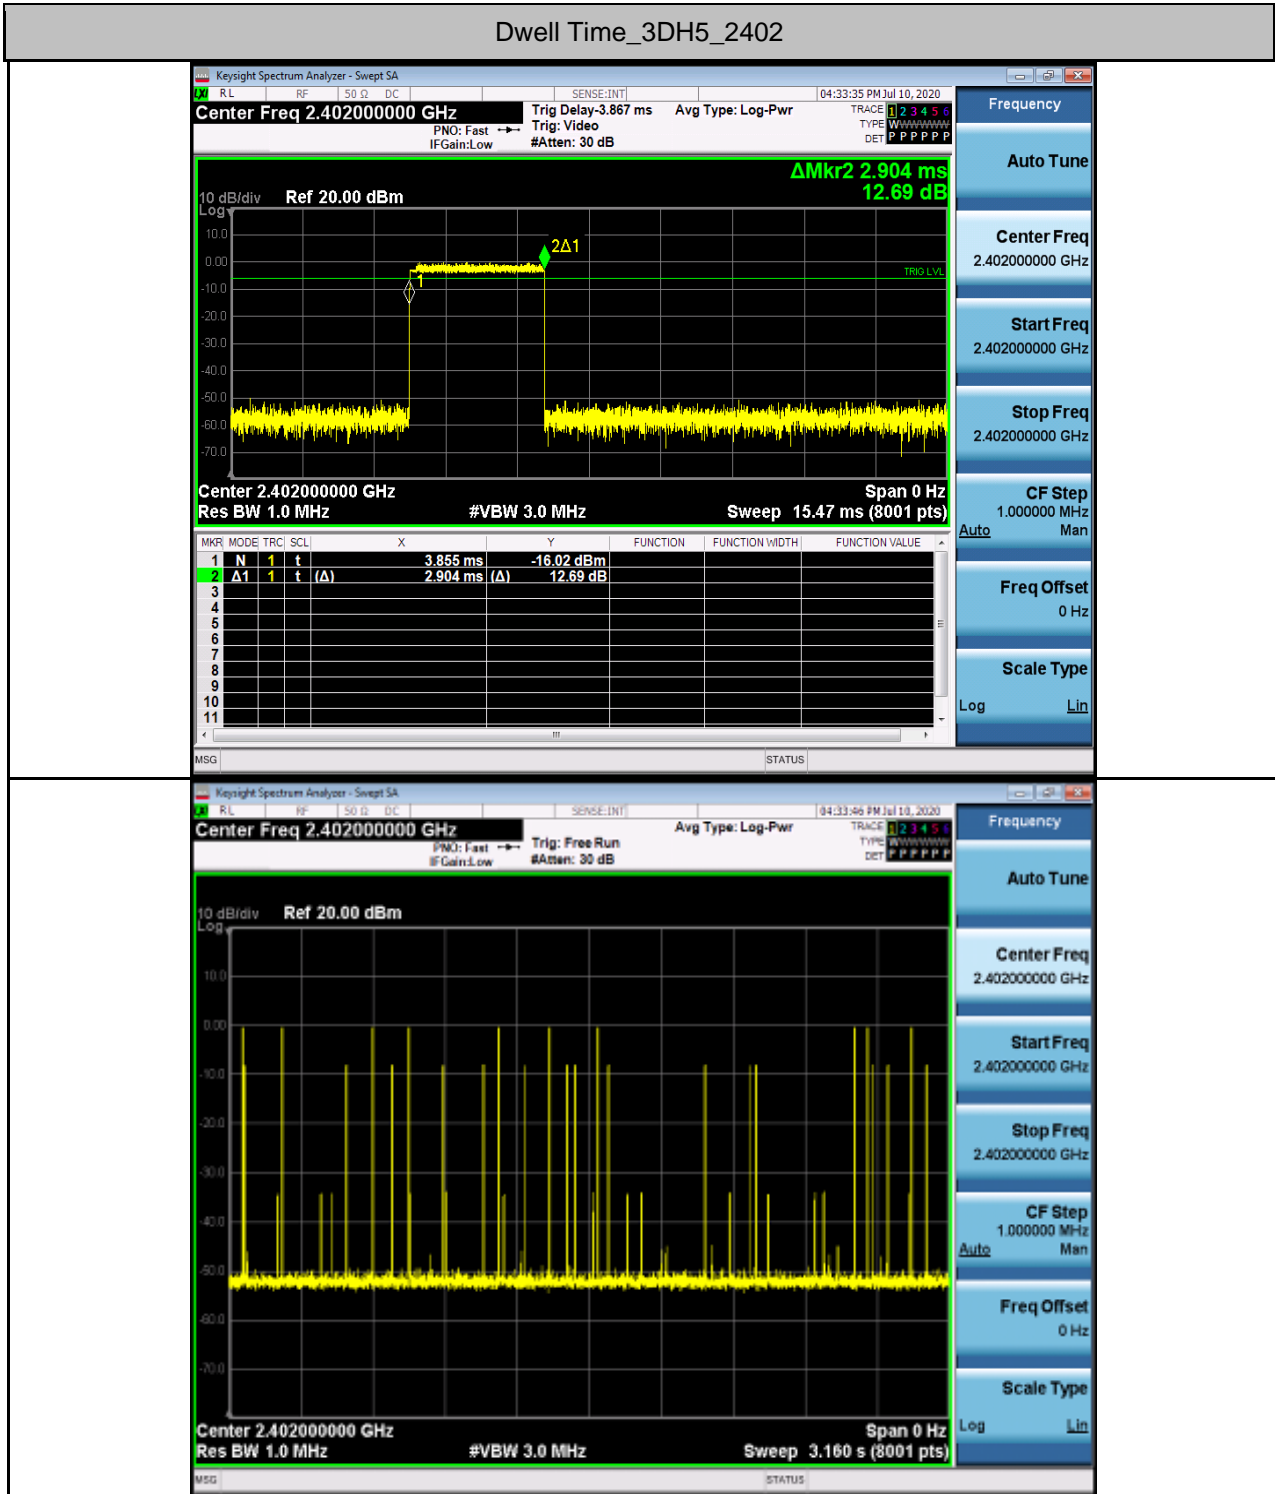 Dwell Time_3DH5_2402
Keysight Spectrum Analyzer - Swept SA
LXI RL RF 50 Ω DC SENSE:INT 04:33:35 PM Jul 10, 2020
Center Freq 2.402000000 GHz
PNO: Fast
IFGain:Low
Trig Delay-3.867 ms
Trig: Video
#Atten: 30 dB
Avg Type: Log-Pwr
TRACE 1 2 3 4 5 6
TYPE WWWWWW
DET P P P P P P
ΔMkr2 2.904 ms
12.69 dB
10 dB/div Ref 20.00 dBm
Log
10.0
0.00
-10.0
-20.0
-30.0
-40.0
-50.0
-60.0
-70.0
2Δ1
1
TRIG LVL
Center 2.402000000 GHz Span 0 Hz
Res BW 1.0 MHz #VBW 3.0 MHz Sweep 15.47 ms (8001 pts)
MKR MODE TRC SCL X Y FUNCTION FUNCTION WIDTH FUNCTION VALUE
1 N 1 t 3.855 ms -16.02 dBm
2 Δ1 1 t (Δ) 2.904 ms (Δ) 12.69 dB
3
4
5
6
7
8
9
10
11
MSG STATUS
Frequency
Auto Tune
Center Freq
2.402000000 GHz
Start Freq
2.402000000 GHz
Stop Freq
2.402000000 GHz
CF Step
1.000000 MHz
Auto Man
Freq Offset
0 Hz
Scale Type
Log Lin
Keysight Spectrum Analyzer - Swept SA
LXI RL RF 50 Ω DC SENSE:INT 04:33:46 PM Jul 10, 2020
Center Freq 2.402000000 GHz
PNO: Fast
IFGain:Low
Trig: Free Run
#Atten: 30 dB
Avg Type: Log-Pwr
TRACE 1 2 3 4 5 6
TYPE WWWWWW
DET P P P P P P
10 dB/div Ref 20.00 dBm
Log
10.0
0.00
-10.0
-20.0
-30.0
-40.0
-50.0
-60.0
-70.0
Center 2.402000000 GHz Span 0 Hz
Res BW 1.0 MHz #VBW 3.0 MHz Sweep 3.160 s (8001 pts)
MSG STATUS
Frequency
Auto Tune
Center Freq
2.402000000 GHz
Start Freq
2.402000000 GHz
Stop Freq
2.402000000 GHz
CF Step
1.000000 MHz
Auto Man
Freq Offset
0 Hz
Scale Type
Log Lin